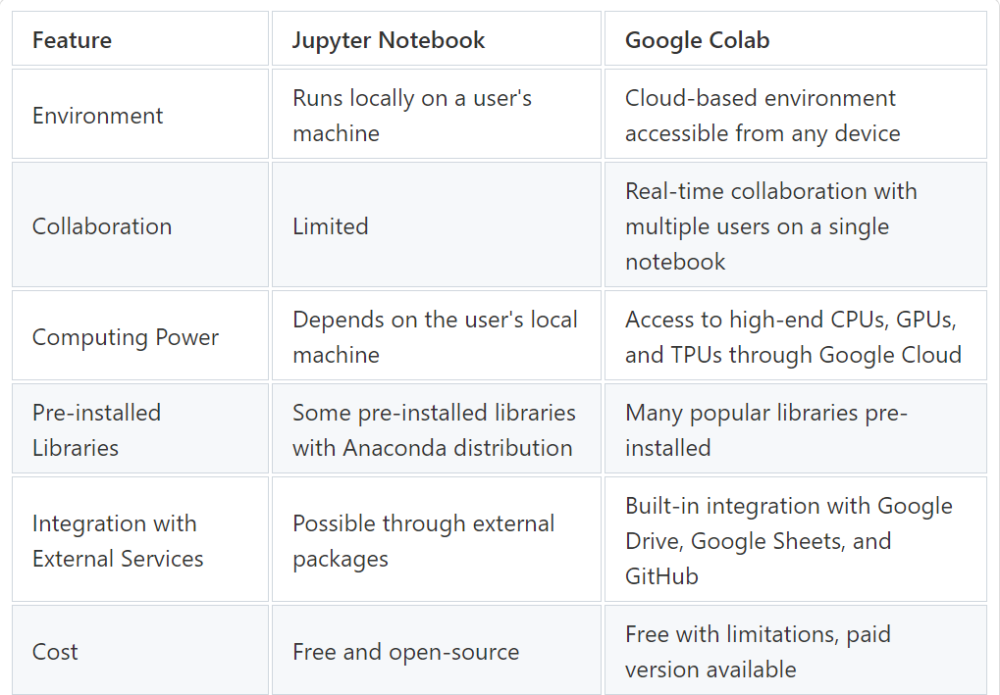 Feature
Jupyter Notebook
Google Colab
Environment
Runs locally on a user's
machine
Cloud-based environment
accessible from any device
Collaboration
Limited
Real-time collaboration with
multiple users on a single
notebook
Computing Power
Depends on the user's local
machine
Access to high-end CPUs, GPUs,
and TPUs through Google Cloud
Pre-installed
Libraries
Some pre-installed libraries
with Anaconda distribution
Many popular libraries pre-
installed
Integration with
External Services
Possible through external
packages
Built-in integration with Google
Drive, Google Sheets, and
GitHub
Cost
Free and open-source
Free with limitations, paid
version available